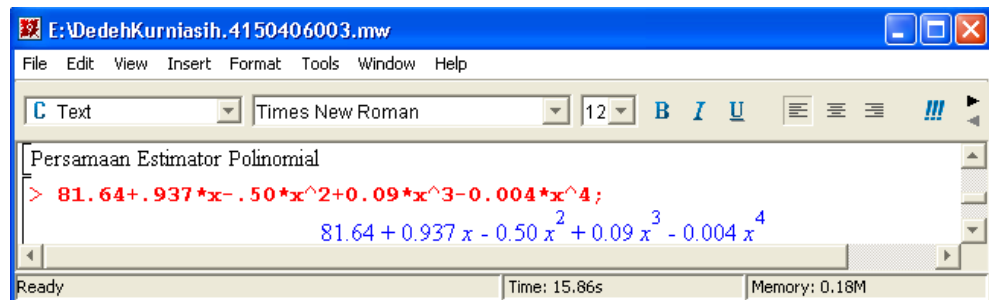 E:\DedehKurniasih.4150406003.mw
File Edit View Insert Format Tools Window Help
C Text Times New Roman 12 B I U !!!
Persamaan Estimator Polinomial
> 81.64+.937*x-.50*x^2+0.09*x^3-0.004*x^4;
81.64 + 0.937 x - 0.50 x² + 0.09 x³ - 0.004 x⁴
Ready Time: 15.86s Memory: 0.18M